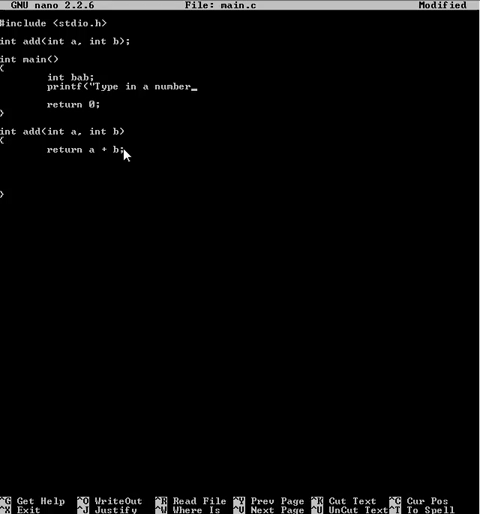 GNU nano 2.2.6 File: main.c Modified
#include <stdio.h>
int add(int a, int b);
int main()
{
int bab;
printf("Type in a number_
return 0;
}
int add(int a, int b)
{
return a + b;
}
^G Get Help ^O WriteOut ^R Read File ^Y Prev Page ^K Cut Text ^C Cur Pos
^X Exit ^J Justify ^W Where Is ^V Next Page ^U UnCut Text ^T To Spell